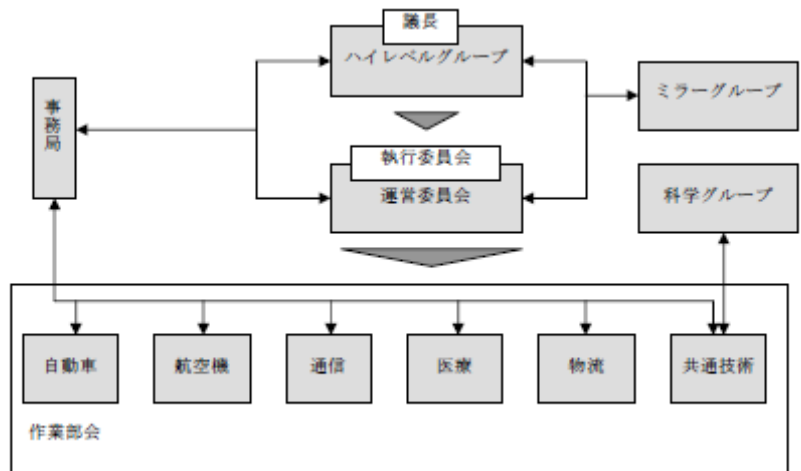 議長
ハイレベルグループ
事務局
ミラーグループ
執行委員会
運営委員会
科学グループ
自動車
航空機
通信
医療
物流
共通技術
作業部会